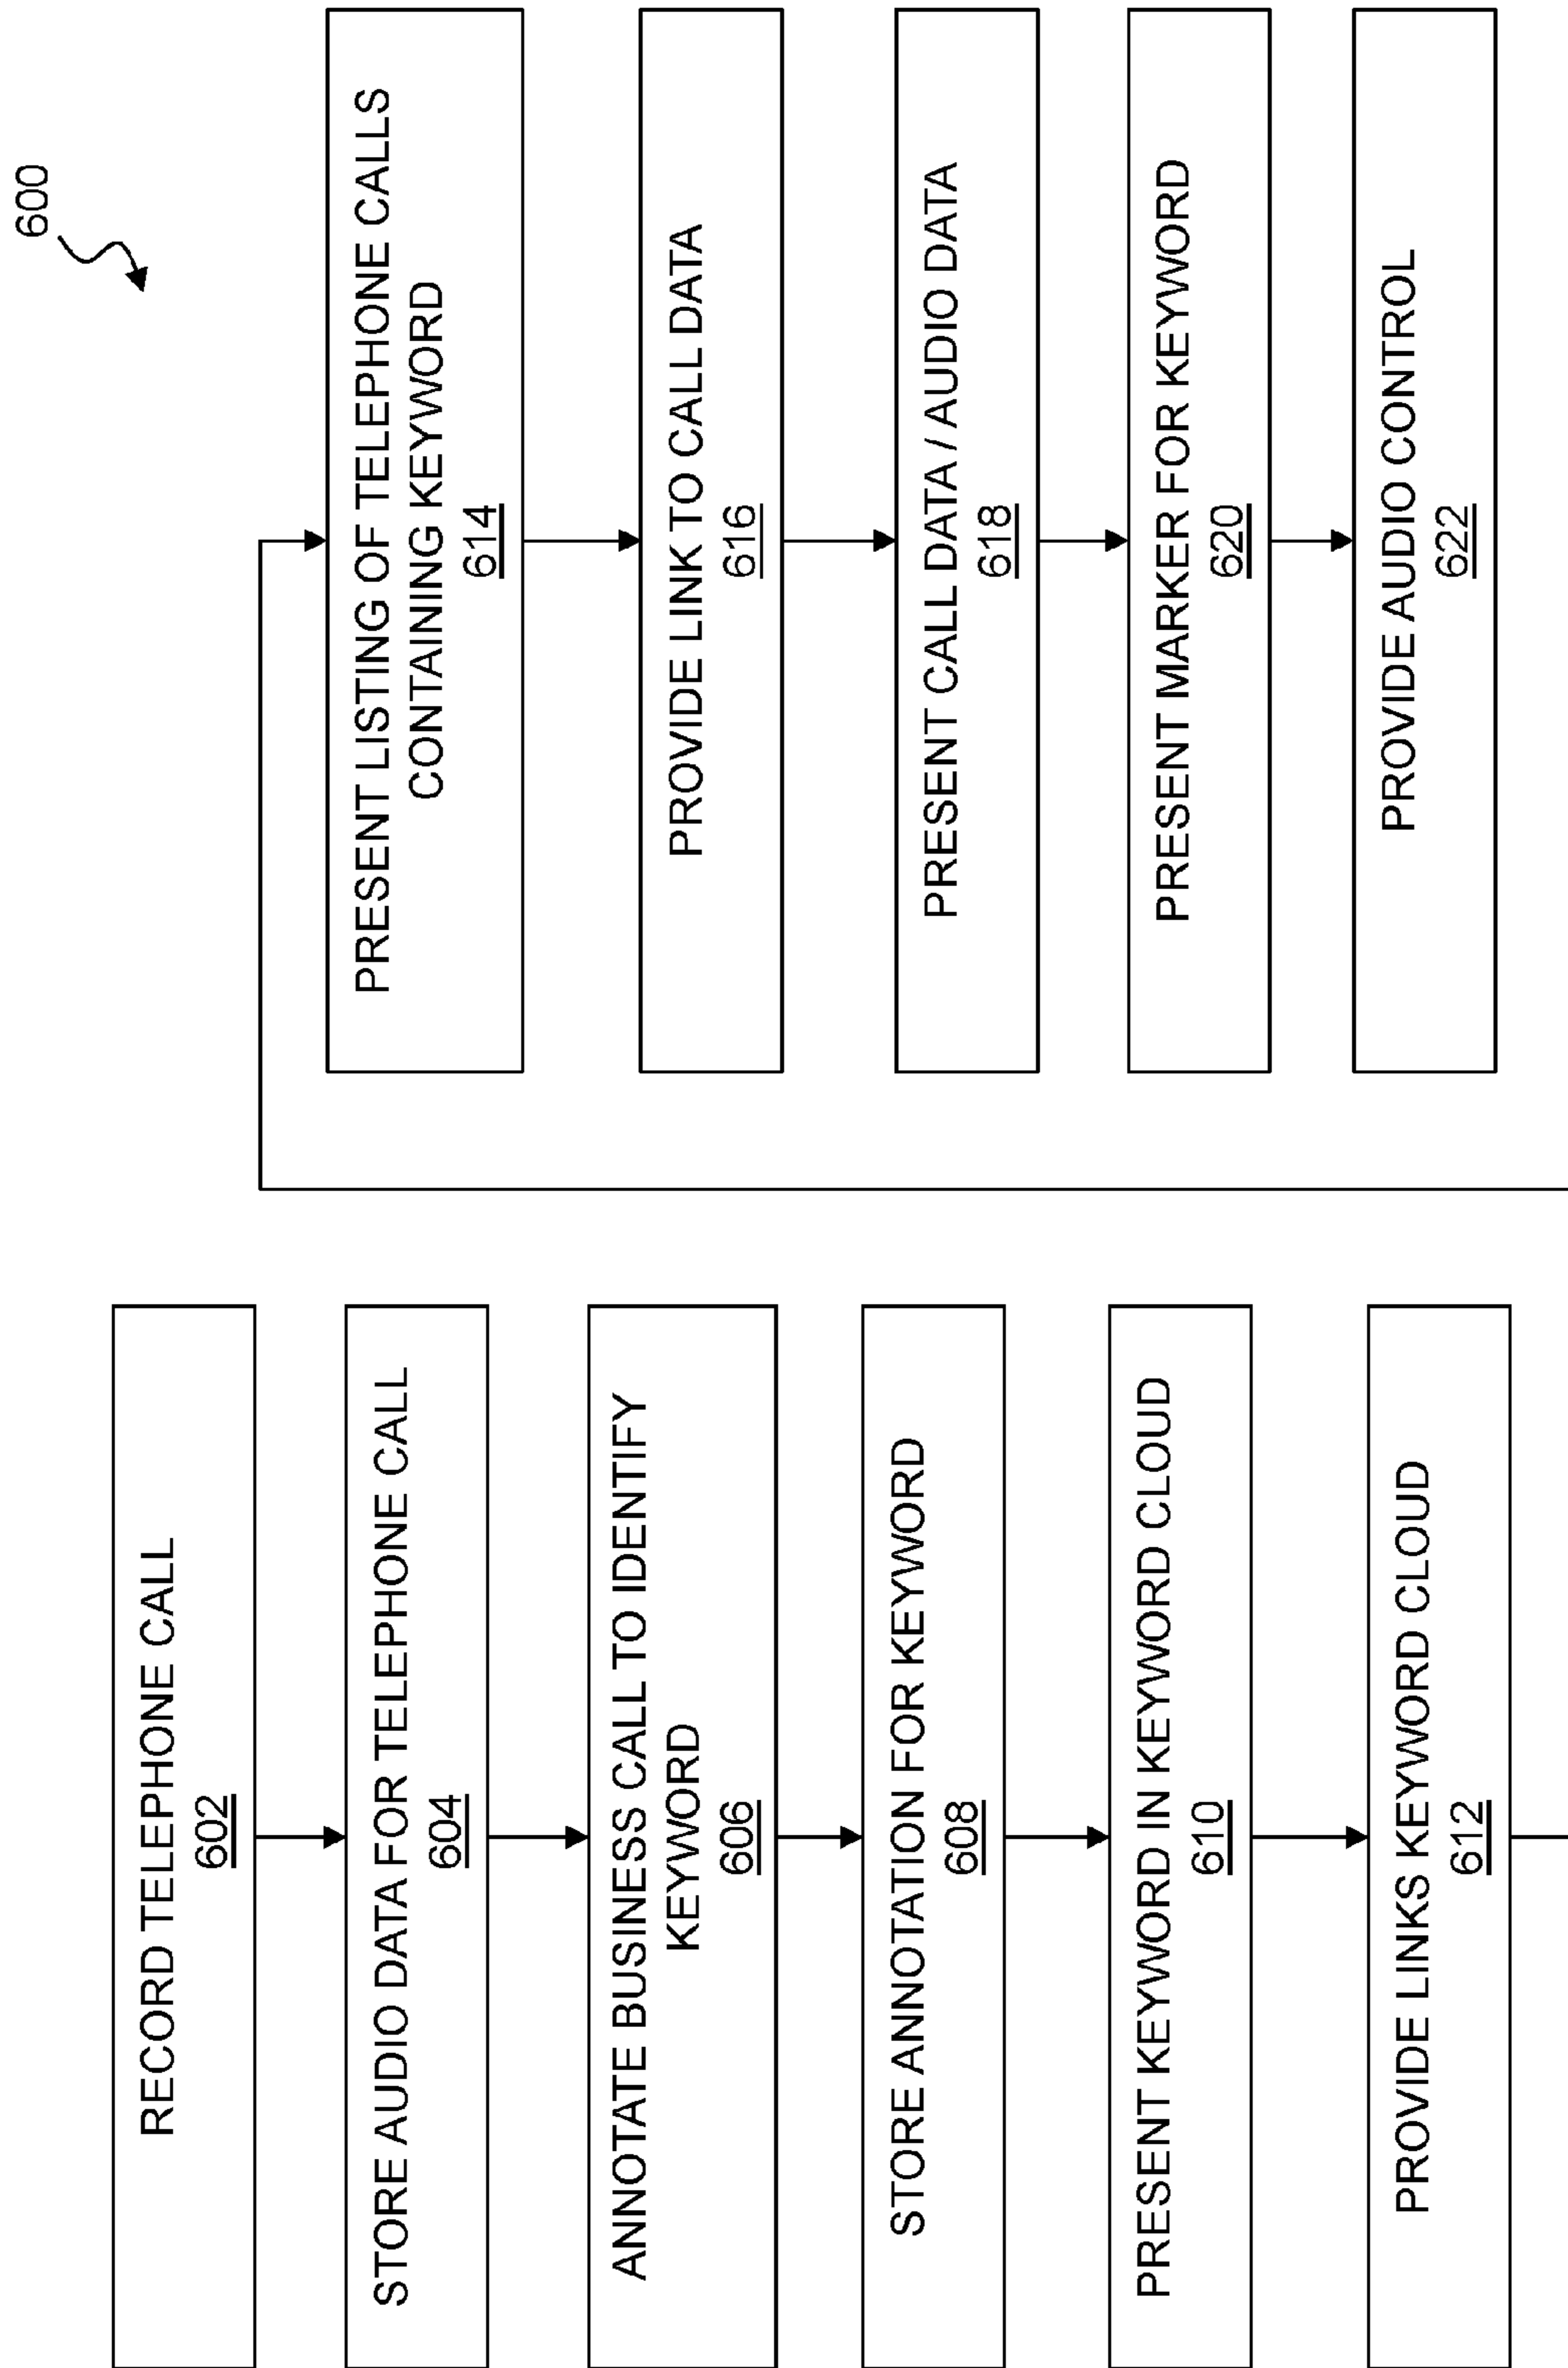 600
RECORD TELEPHONE CALL
602
STORE AUDIO DATA FOR TELEPHONE CALL
604
ANNOTATE BUSINESS CALL TO IDENTIFY
KEYWORD
606
STORE ANNOTATION FOR KEYWORD
608
PRESENT KEYWORD IN KEYWORD CLOUD
610
PROVIDE LINKS KEYWORD CLOUD
612
PRESENT LISTING OF TELEPHONE CALLS
CONTAINING KEYWORD
614
PROVIDE LINK TO CALL DATA
616
PRESENT CALL DATA / AUDIO DATA
618
PRESENT MARKER FOR KEYWORD
620
PROVIDE AUDIO CONTROL
622